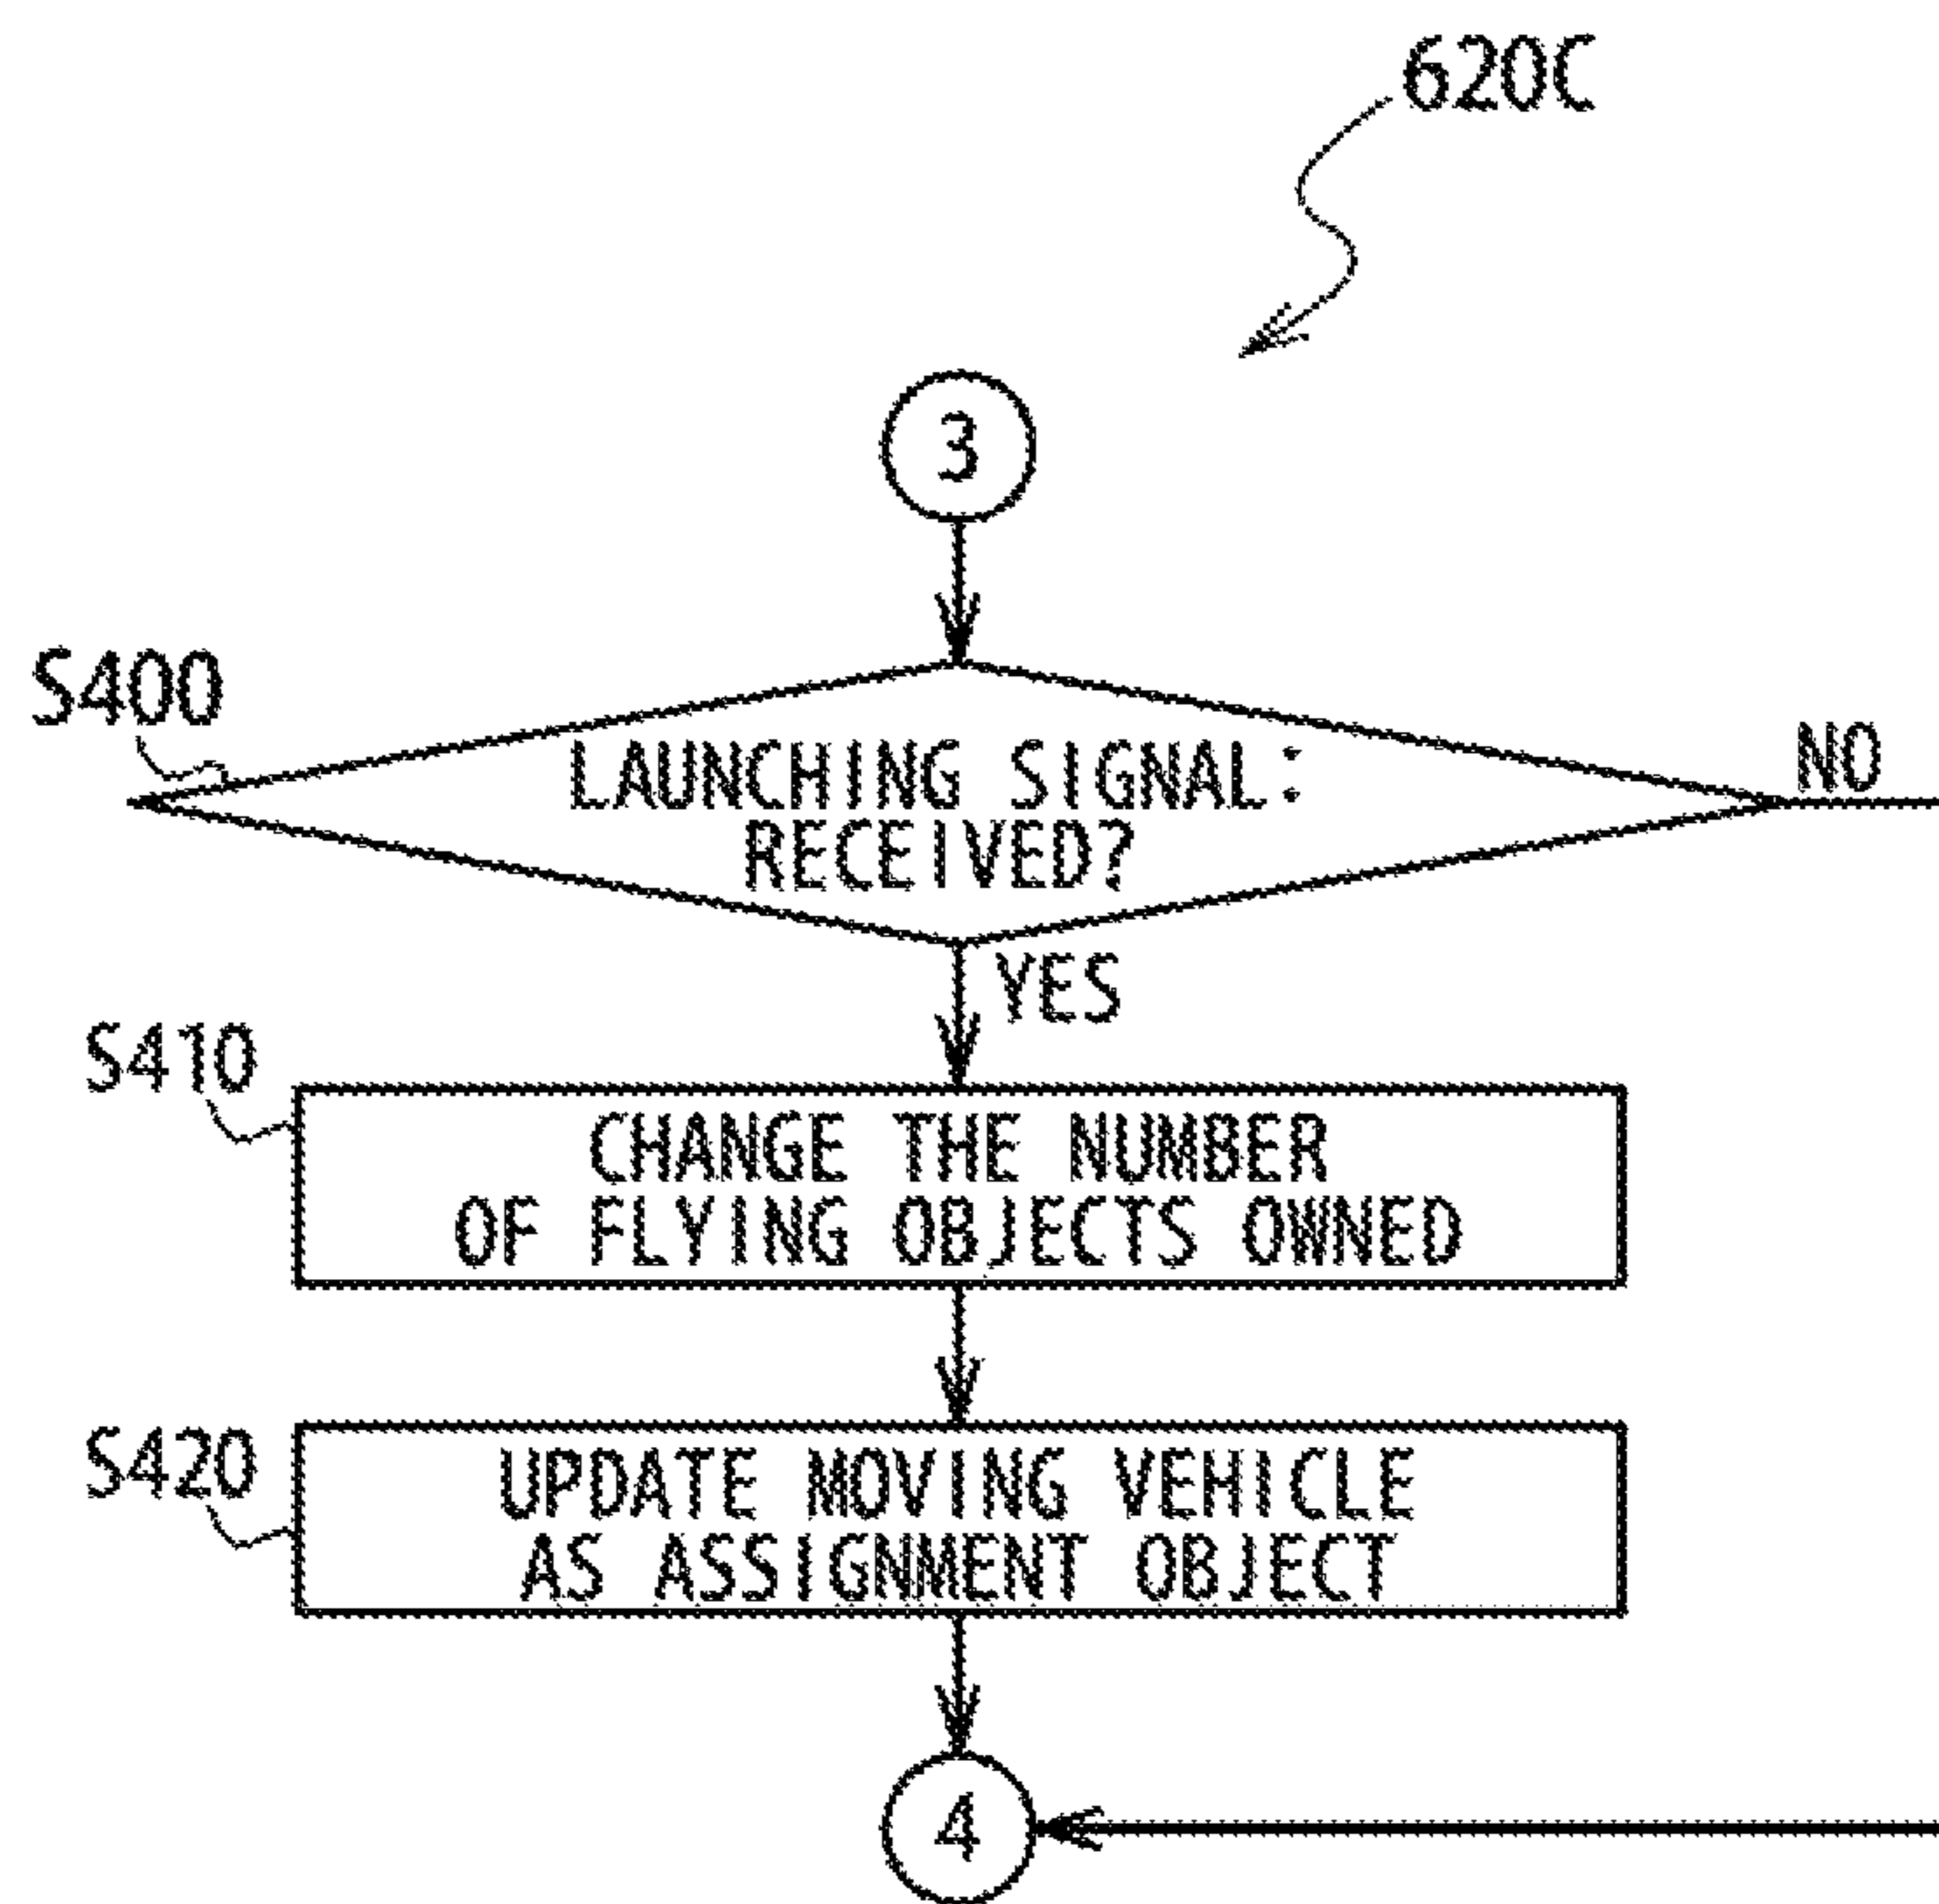 620C
3
S400
LAUNCHING SIGNAL:
RECEIVED?
NO
YES
S410
CHANGE THE NUMBER
OF FLYING OBJECTS OWNED
S420
UPDATE MOVING VEHICLE
AS ASSIGNMENT OBJECT
4